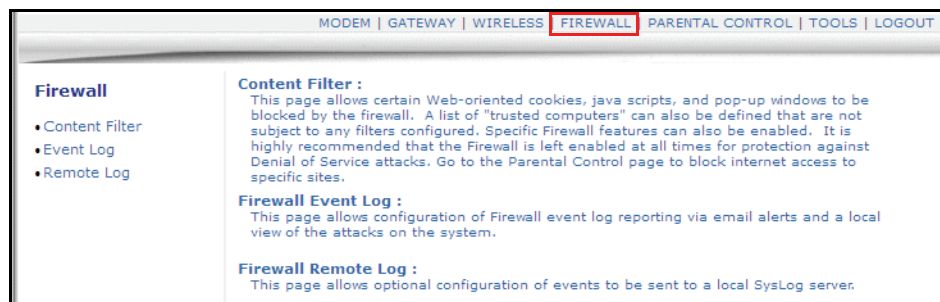 MODEM | GATEWAY | WIRELESS | FIREWALL | PARENTAL CONTROL | TOOLS | LOGOUT
Firewall
Content Filter
Event Log
Remote Log
Content Filter :
This page allows certain Web-oriented cookies, java scripts, and pop-up windows to be
blocked by the firewall. A list of "trusted computers" can also be defined that are not
subject to any filters configured. Specific Firewall features can also be enabled. It is
highly recommended that the Firewall is left enabled at all times for protection against
Denial of Service attacks. Go to the Parental Control page to block internet access to
specific sites.
Firewall Event Log :
This page allows configuration of Firewall event log reporting via email alerts and a local
view of the attacks on the system.
Firewall Remote Log :
This page allows optional configuration of events to be sent to a local SysLog server.